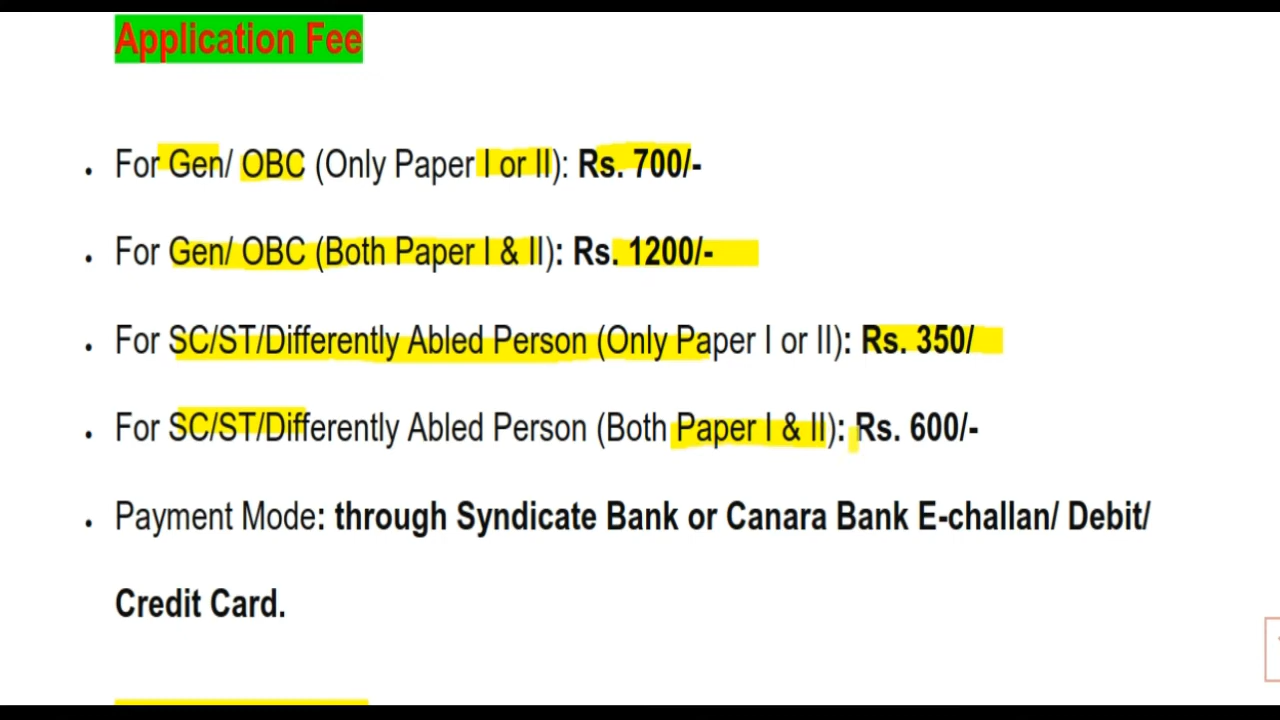 Application Fee
• For Gen/ OBC (Only Paper I or II): Rs. 700/-
• For Gen/ OBC (Both Paper I & II): Rs. 1200/-
• For SC/ST/Differently Abled Person (Only Paper I or II): Rs. 350/
• For SC/ST/Differently Abled Person (Both Paper I & II): Rs. 600/-
• Payment Mode: through Syndicate Bank or Canara Bank E-challan/ Debit/
Credit Card.